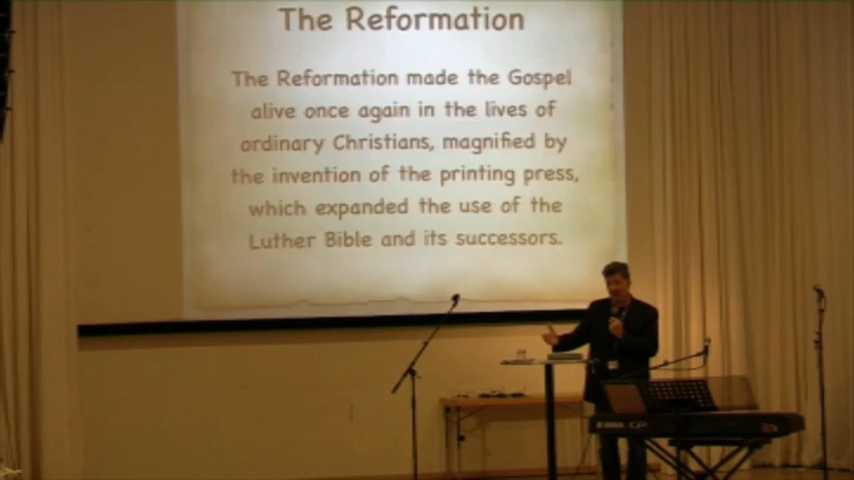 The Reformation
The Reformation made the Gospel
alive once again in the lives of
ordinary Christians, magnified by
the invention of the printing press,
which expanded the use of the
Luther Bible and its successors.